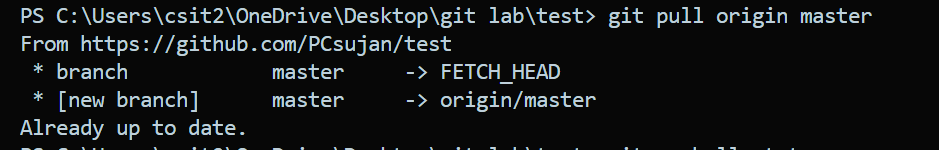 PS C:\Users\csit2\OneDrive\Desktop\git lab\test> git pull origin master
From https://github.com/PCsujan/test
 * branch            master     -> FETCH_HEAD
 * [new branch]      master     -> origin/master
Already up to date.